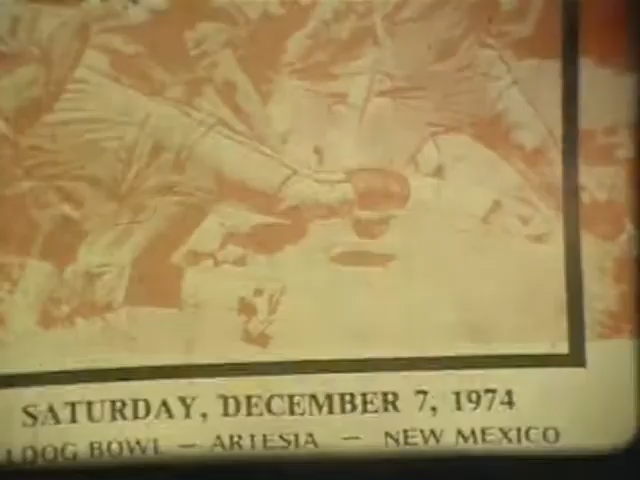 SATURDAY, DECEMBER 7, 1974
LDOG BOWL — ARTESIA — NEW MEXICO